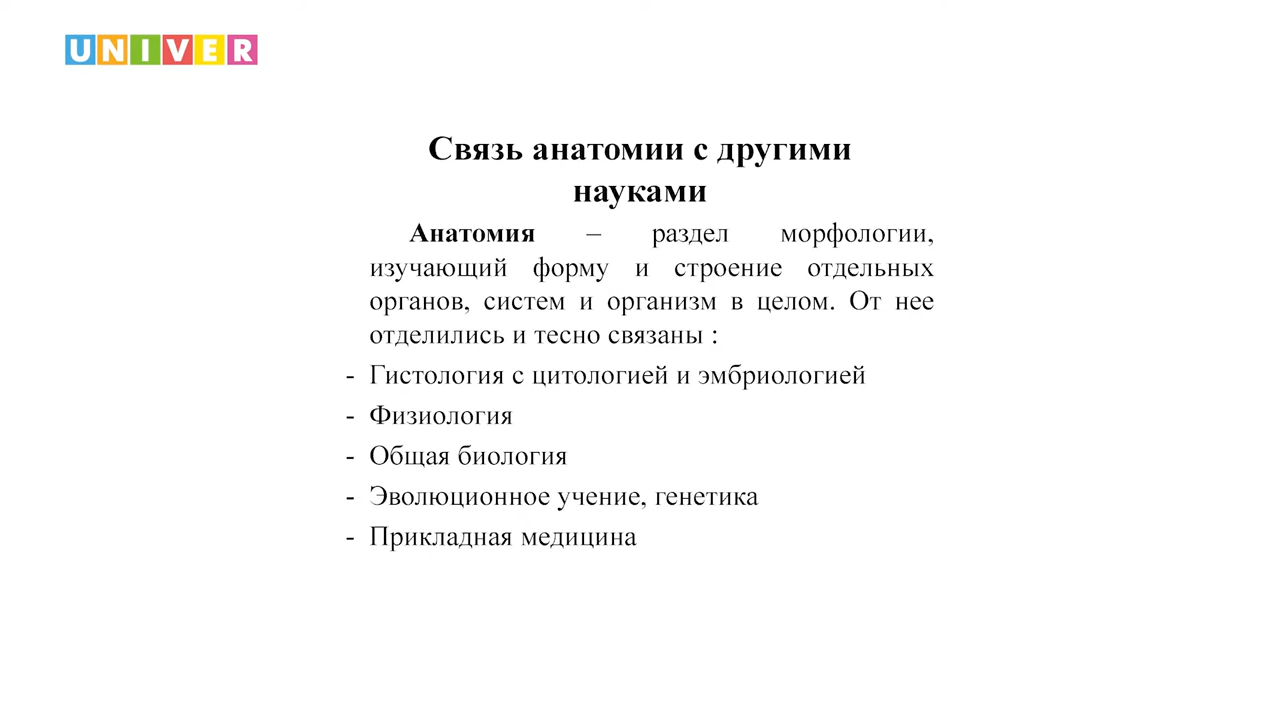 UNIVER
Связь анатомии с другими
науками
Анатомия – раздел морфологии,
изучающий форму и строение отдельных
органов, систем и организм в целом. От нее
отделились и тесно связаны :
- Гистология с цитологией и эмбриологией
- Физиология
- Общая биология
- Эволюционное учение, генетика
- Прикладная медицина